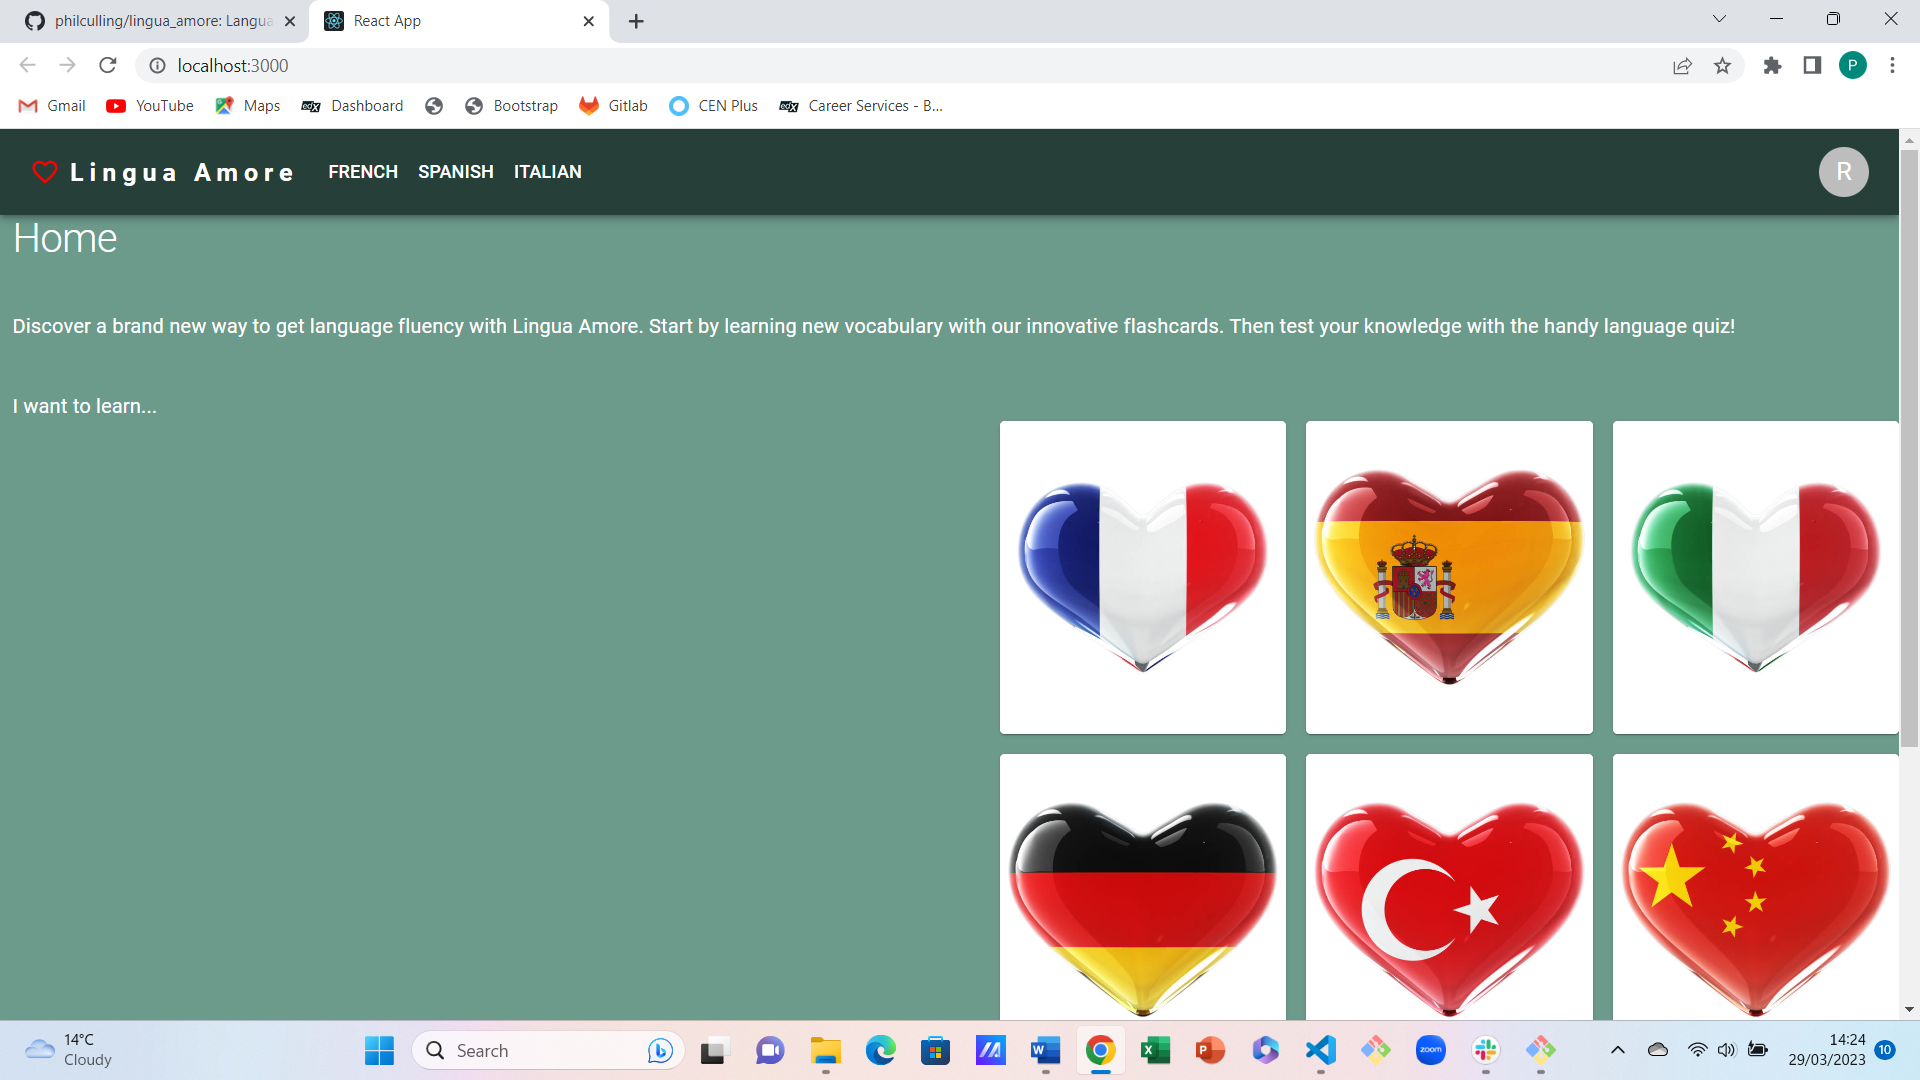 philculling/lingua_amore: Langua
React App
localhost:3000
P
Gmail
YouTube
Maps
edX
Dashboard
Bootstrap
Gitlab
CEN Plus
edX
Career Services - B...
Lingua Amore
FRENCH
SPANISH
ITALIAN
R
Home
Discover a brand new way to get language fluency with Lingua Amore. Start by learning new vocabulary with our innovative flashcards. Then test your knowledge with the handy language quiz!
I want to learn...
14°C
Cloudy
Search
W
zoom
X
P
14:24
29/03/2023
10